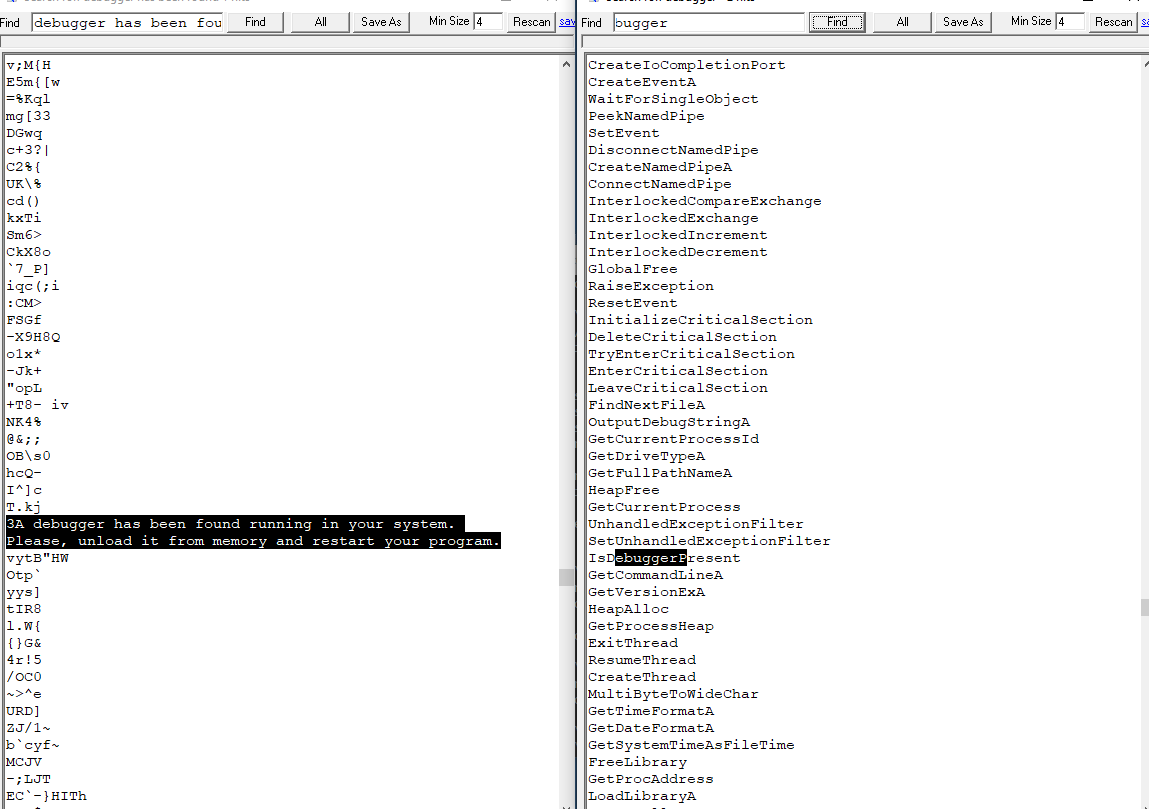 Find debugger has been fou Find All Save As Min Size 4 Rescan sav
v;M{H
E5m{[w
=%Kql
mg[33
DGwq
c+3?|
C2%{
UK\%
cd()
kxTi
Sm6>
CkX8o
`7_P]
iqc(;i
:CM>
FSGf
-X9H8Q
o1x*
-Jk+
"opL
+T8- iv
NK4%
@&;;
OB\s0
hcQ-
I^]c
T.kj
3A debugger has been found running in your system.
Please, unload it from memory and restart your program.
vytB"HW
Otp`
yys]
tIR8
l.W{
{}G&
4r!5
/OC0
~>^e
URD]
ZJ/1~
b`cyf~
MCJV
-;LJT
EC`-}HITh
Find bugger Find All Save As Min Size 4 Rescan
CreateIoCompletionPort
CreateEventA
WaitForSingleObject
PeekNamedPipe
SetEvent
DisconnectNamedPipe
CreateNamedPipeA
ConnectNamedPipe
InterlockedCompareExchange
InterlockedExchange
InterlockedIncrement
InterlockedDecrement
GlobalFree
RaiseException
ResetEvent
InitializeCriticalSection
DeleteCriticalSection
TryEnterCriticalSection
EnterCriticalSection
LeaveCriticalSection
FindNextFileA
OutputDebugStringA
GetCurrentProcessId
GetDriveTypeA
GetFullPathNameA
HeapFree
GetCurrentProcess
UnhandledExceptionFilter
SetUnhandledExceptionFilter
IsDebuggerPresent
GetCommandLineA
GetVersionExA
HeapAlloc
GetProcessHeap
ExitThread
ResumeThread
CreateThread
MultiByteToWideChar
GetTimeFormatA
GetDateFormatA
GetSystemTimeAsFileTime
FreeLibrary
GetProcAddress
LoadLibraryA